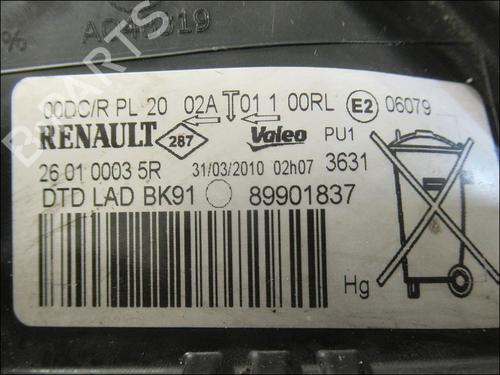 00DC/R PL 20 02A 01 1 00RL E2 06079
RENAULT 287 Valeo PU1
26 01 0003 5R 31/03/2010 02h07 3631
DTD LAD BK91 89901837
Hg